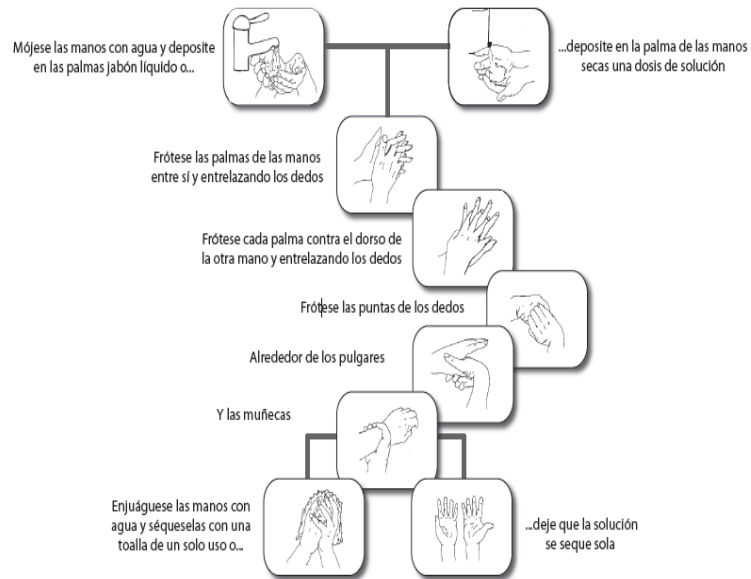 Mójese las manos con agua y deposite
en las palmas jabón líquido o...
...deposite en la palma de las manos
secas una dosis de solución
Frótese las palmas de las manos
entre sí y entrelazando los dedos
Frótese cada palma contra el dorso de
la otra mano y entrelazando los dedos
Frótese las puntas de los dedos
Alrededor de los pulgares
Y las muñecas
Enjuáguese las manos con
agua y séqueselas con una
toalla de un solo uso o...
...deje que la solución
se seque sola